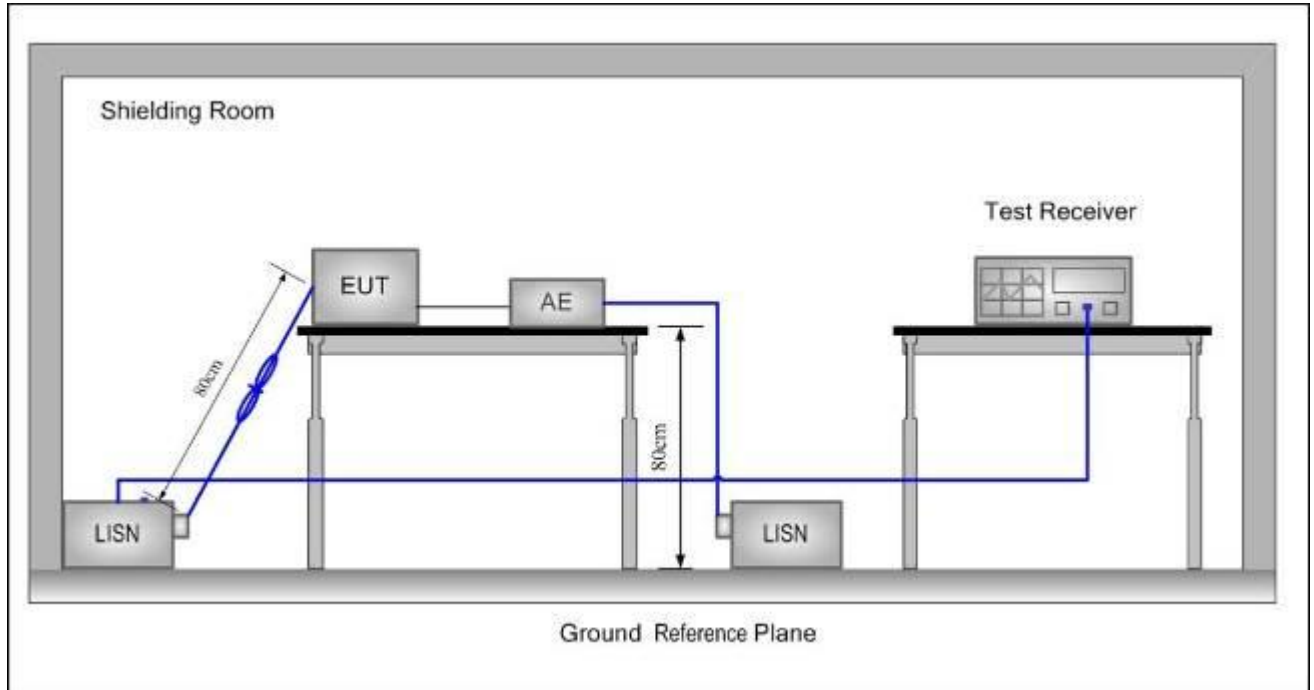 Shielding Room
Test Receiver
EUT
AE
80cm
80cm
LISN
LISN
Ground Reference Plane